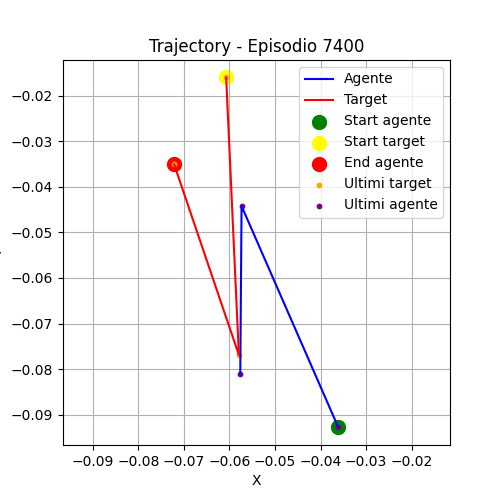 Trajectory - Episodio 7400
Agente
Target
Start agente
Start target
End agente
Ultimi target
Ultimi agente
−0.02
−0.03
−0.04
−0.05
−0.06
−0.07
−0.08
−0.09
−0.09 −0.08 −0.07 −0.06 −0.05 −0.04 −0.03 −0.02
X